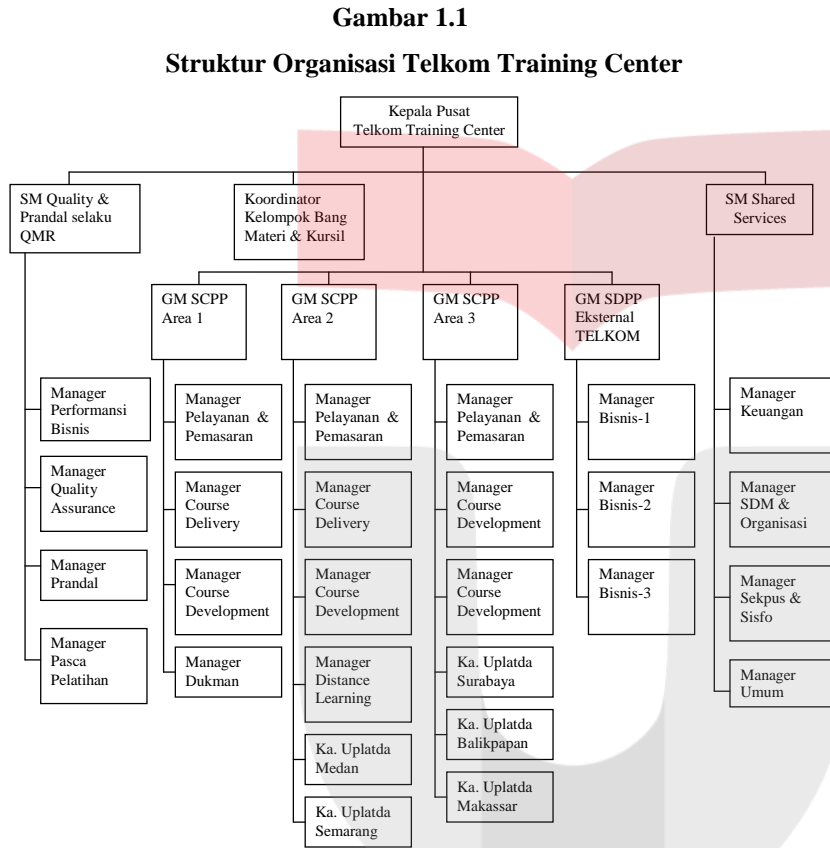 Gambar 1.1
Struktur Organisasi Telkom Training Center
Kepala Pusat
Telkom Training Center
SM Quality &
Prandal selaku
QMR
Koordinator
Kelompok Bang
Materi & Kursil
SM Shared
Services
GM SCPP
Area 1
GM SCPP
Area 2
GM SCPP
Area 3
GM SDPP
Eksternal
TELKOM
Manager
Performansi
Bisnis
Manager
Quality
Assurance
Manager
Prandal
Manager
Pasca
Pelatihan
Manager
Pelayanan &
Pemasaran
Manager
Course
Delivery
Manager
Course
Development
Manager
Dukman
Manager
Pelayanan &
Pemasaran
Manager
Course
Delivery
Manager
Course
Development
Manager
Distance
Learning
Ka. Uplatda
Medan
Ka. Uplatda
Semarang
Manager
Pelayanan &
Pemasaran
Manager
Course
Development
Manager
Course
Development
Ka. Uplatda
Surabaya
Ka. Uplatda
Balikpapan
Ka. Uplatda
Makassar
Manager
Bisnis-1
Manager
Bisnis-2
Manager
Bisnis-3
Manager
Keuangan
Manager
SDM &
Organisasi
Manager
Sekpus &
Sisfo
Manager
Umum